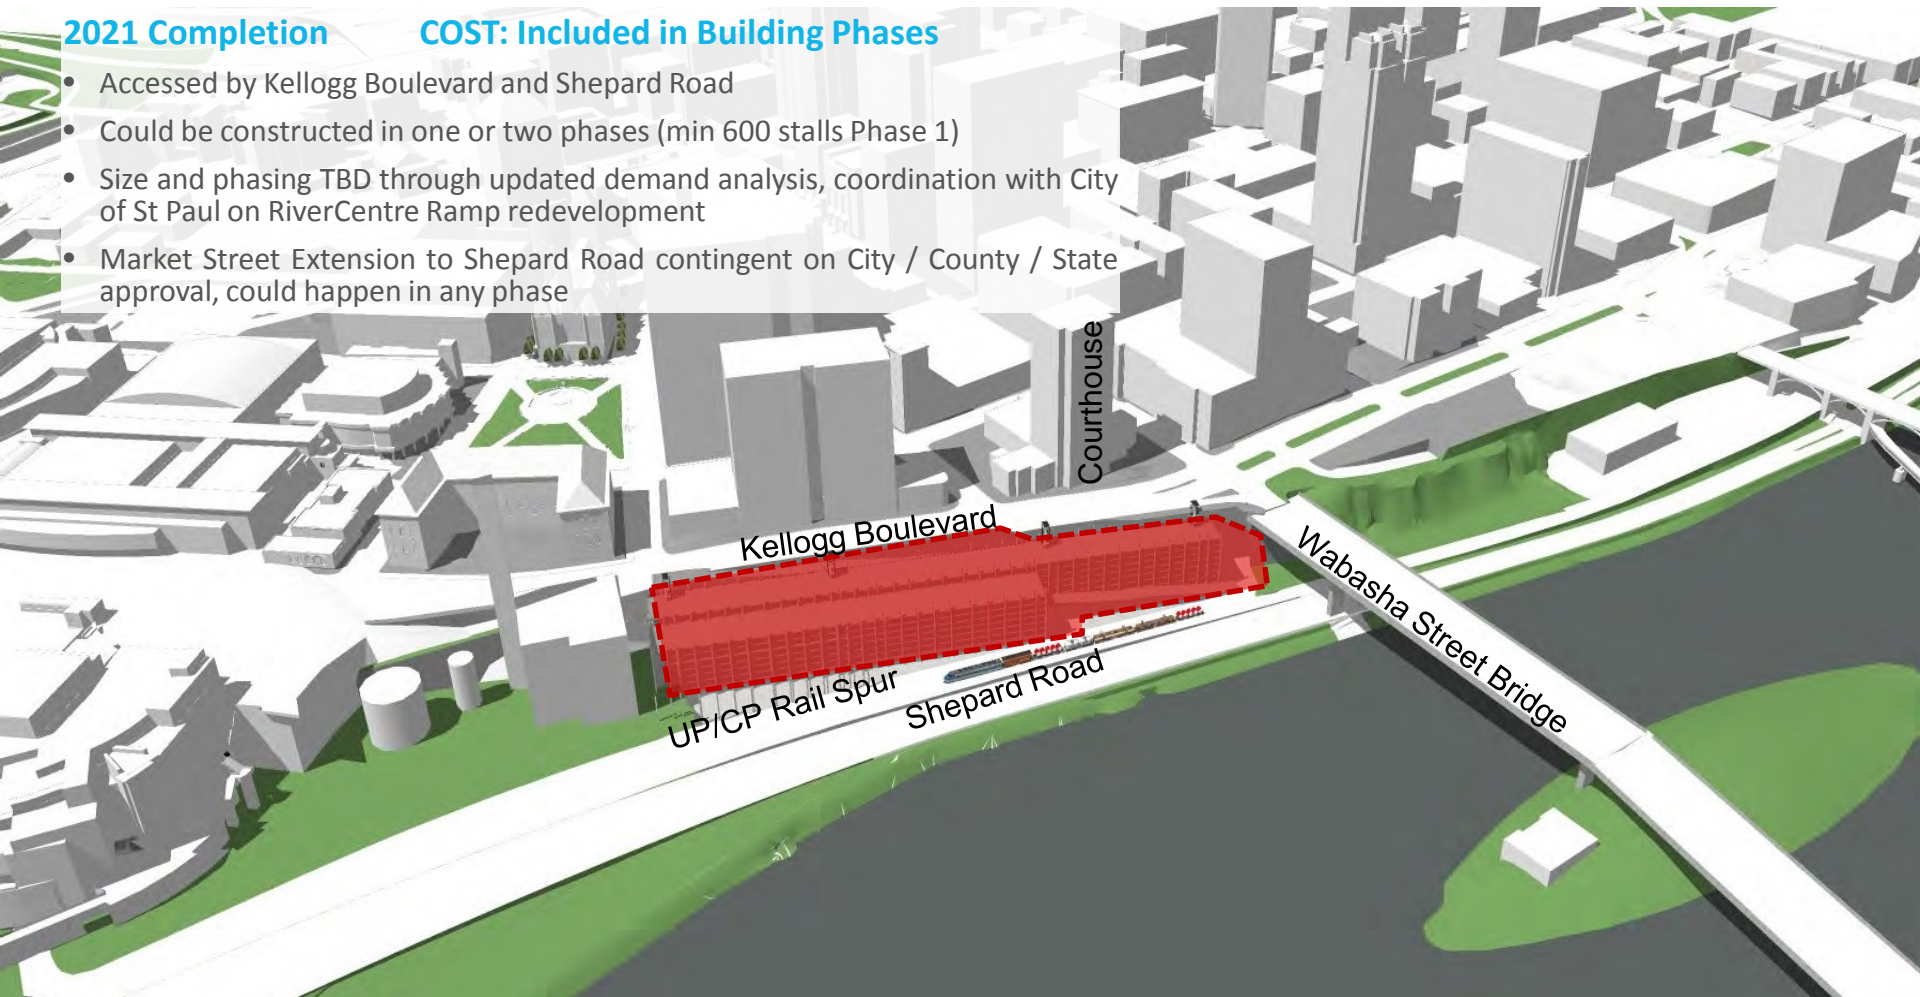 2021 Completion COST: Included in Building Phases
• Accessed by Kellogg Boulevard and Shepard Road
• Could be constructed in one or two phases (min 600 stalls Phase 1)
• Size and phasing TBD through updated demand analysis, coordination with City
of St Paul on RiverCentre Ramp redevelopment
• Market Street Extension to Shepard Road contingent on City / County / State
approval, could happen in any phase
Courthouse
Kellogg Boulevard
Wabasha Street Bridge
UP/CP Rail Spur
Shepard Road